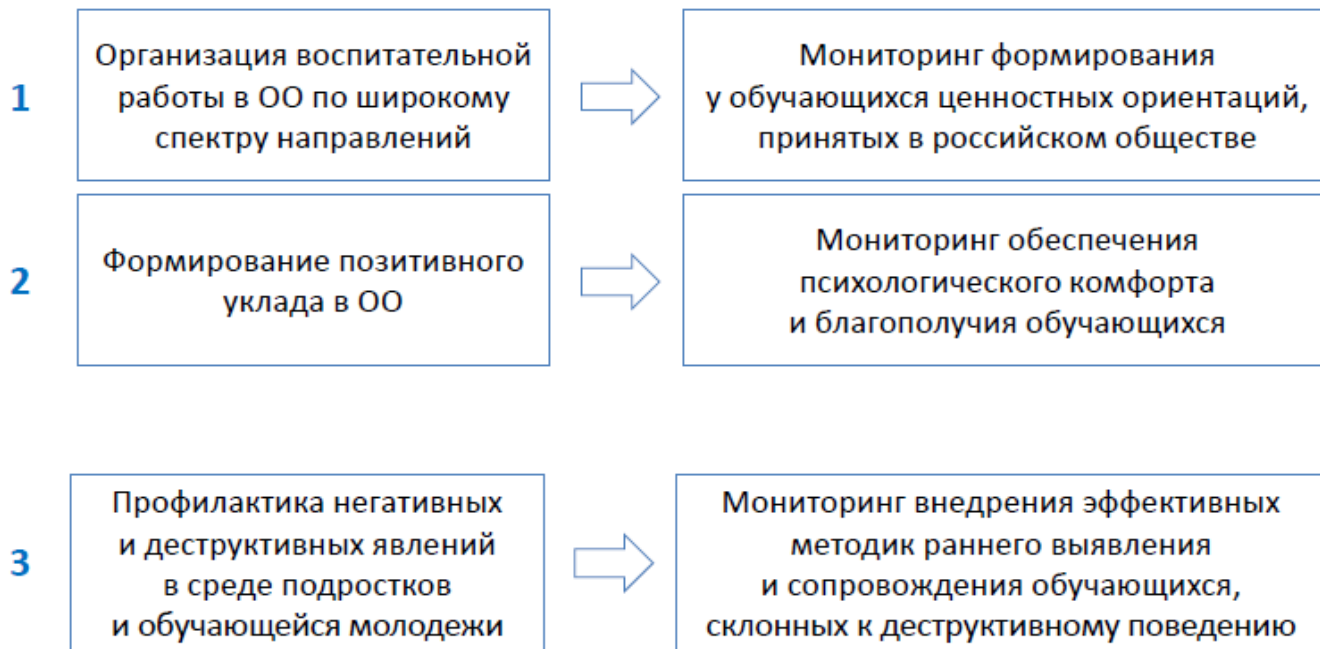 1
Организация воспитательной
работы в ОО по широкому
спектру направлений
Мониторинг формирования
у обучающихся ценностных ориентаций,
принятых в российском обществе
2
Формирование позитивного
уклада в ОО
Мониторинг обеспечения
психологического комфорта
и благополучия обучающихся
3
Профилактика негативных
и деструктивных явлений
в среде подростков
и обучающейся молодежи
Мониторинг внедрения эффективных
методик раннего выявления
и сопровождения обучающихся,
склонных к деструктивному поведению